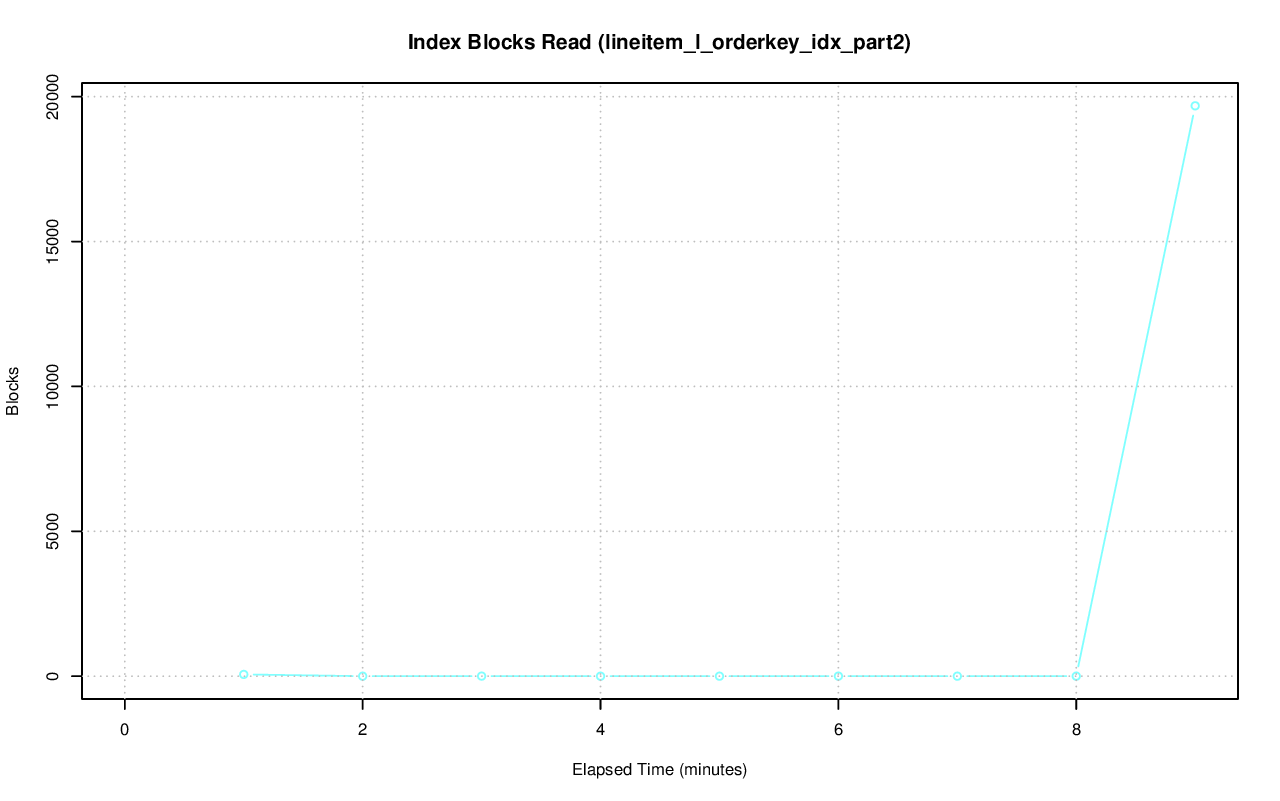 Index Blocks Read (lineitem_l_orderkey_idx_part2)
20000
15000
10000
5000
0
Blocks
0 2 4 6 8
Elapsed Time (minutes)